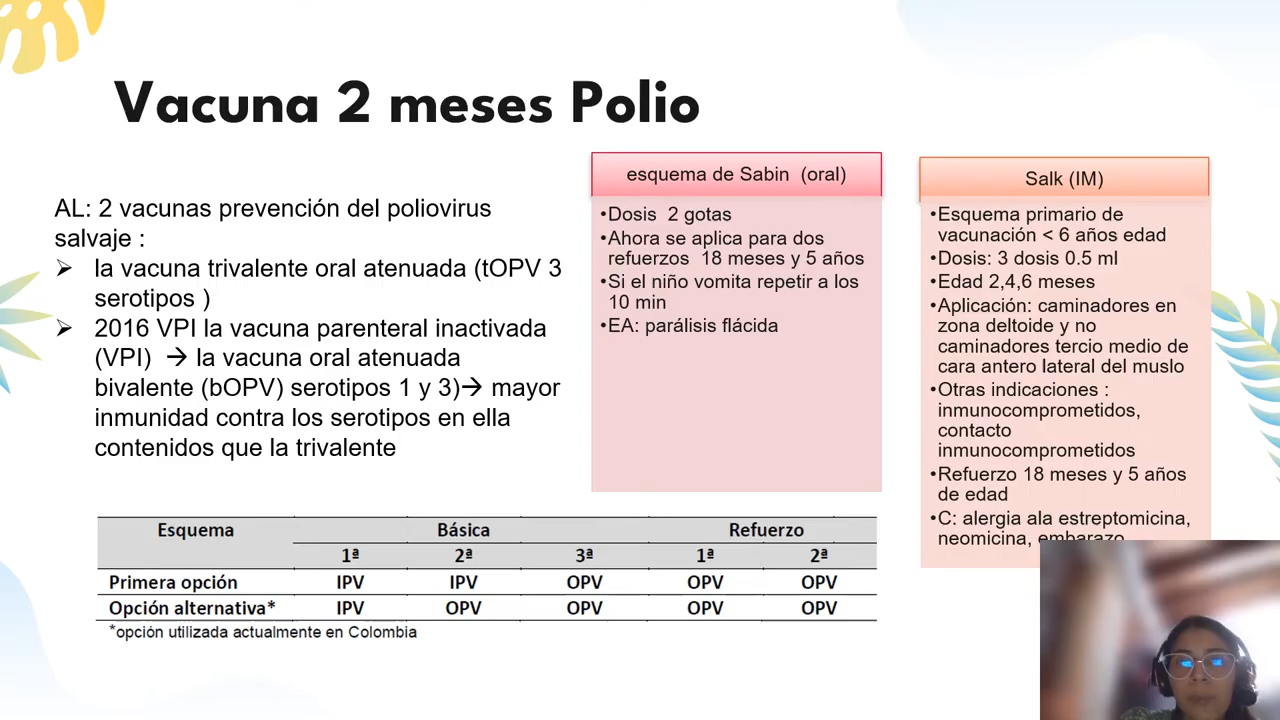 Vacuna 2 meses Polio
AL: 2 vacunas prevención del poliovirus
salvaje :
➢ la vacuna trivalente oral atenuada (tOPV 3
serotipos )
➢ 2016 VPI la vacuna parenteral inactivada
(VPI) → la vacuna oral atenuada
bivalente (bOPV) serotipos 1 y 3)→ mayor
inmunidad contra los serotipos en ella
contenidos que la trivalente
esquema de Sabin (oral)
•Dosis 2 gotas
•Ahora se aplica para dos
refuerzos 18 meses y 5 años
•Si el niño vomita repetir a los
10 min
•EA: parálisis flácida
Salk (IM)
•Esquema primario de
vacunación < 6 años edad
•Dosis: 3 dosis 0.5 ml
•Edad 2,4,6 meses
•Aplicación: caminadores en
zona deltoide y no
caminadores tercio medio de
cara antero lateral del muslo
•Otras indicaciones :
inmunocomprometidos,
contacto
inmunocomprometidos
•Refuerzo 18 meses y 5 años
de edad
•C: alergia ala estreptomicina,
neomicina, embarazo
Esquema Básica Refuerzo
1ª 2ª 3ª 1ª 2ª
Primera opción IPV IPV OPV OPV OPV
Opción alternativa* IPV OPV OPV OPV OPV
*opción utilizada actualmente en Colombia